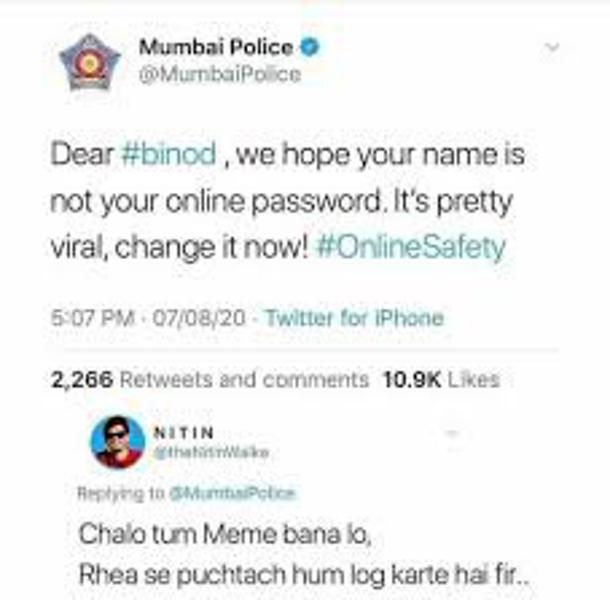 Mumbai Police
@MumbaiPolice
Dear #binod , we hope your name is
not your online password. It's pretty
viral, change it now! #OnlineSafety
5:07 PM · 07/08/20 · Twitter for iPhone
2,266 Retweets and comments 10.9K Likes
NITIN
@theNitinWalke
Replying to @MumbaiPolice
Chalo tum Meme bana lo,
Rhea se puchtach hum log karte hai fir..